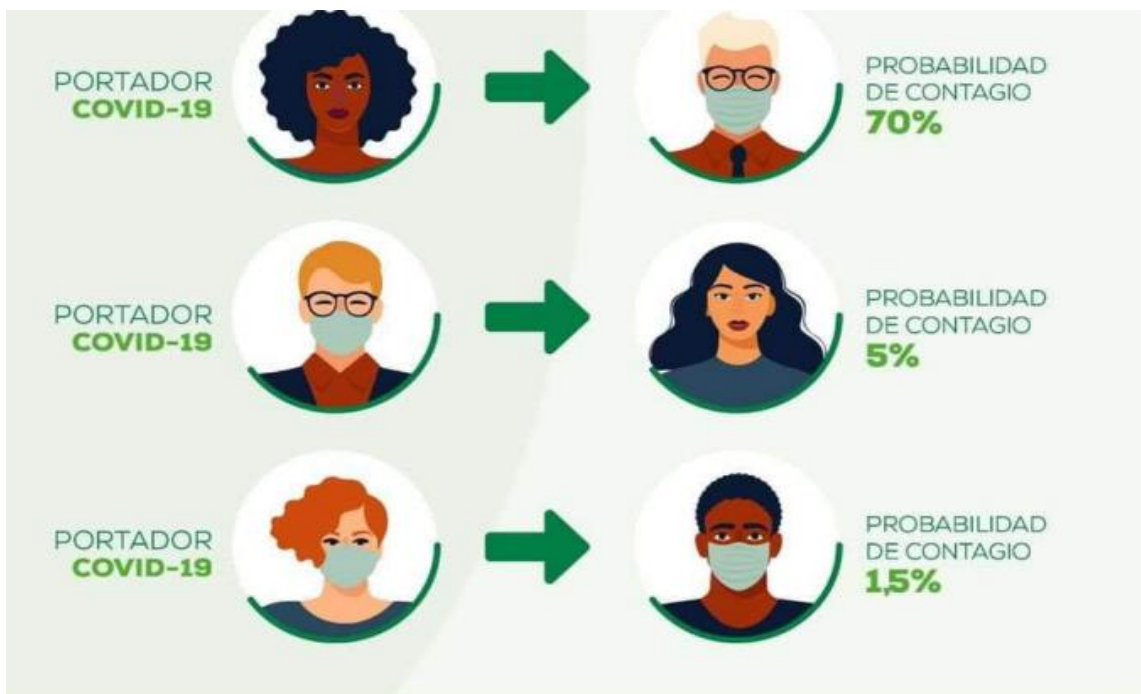 PORTADOR
COVID-19
PROBABILIDAD
DE CONTAGIO
70%
PORTADOR
COVID-19
PROBABILIDAD
DE CONTAGIO
5%
PORTADOR
COVID-19
PROBABILIDAD
DE CONTAGIO
1,5%